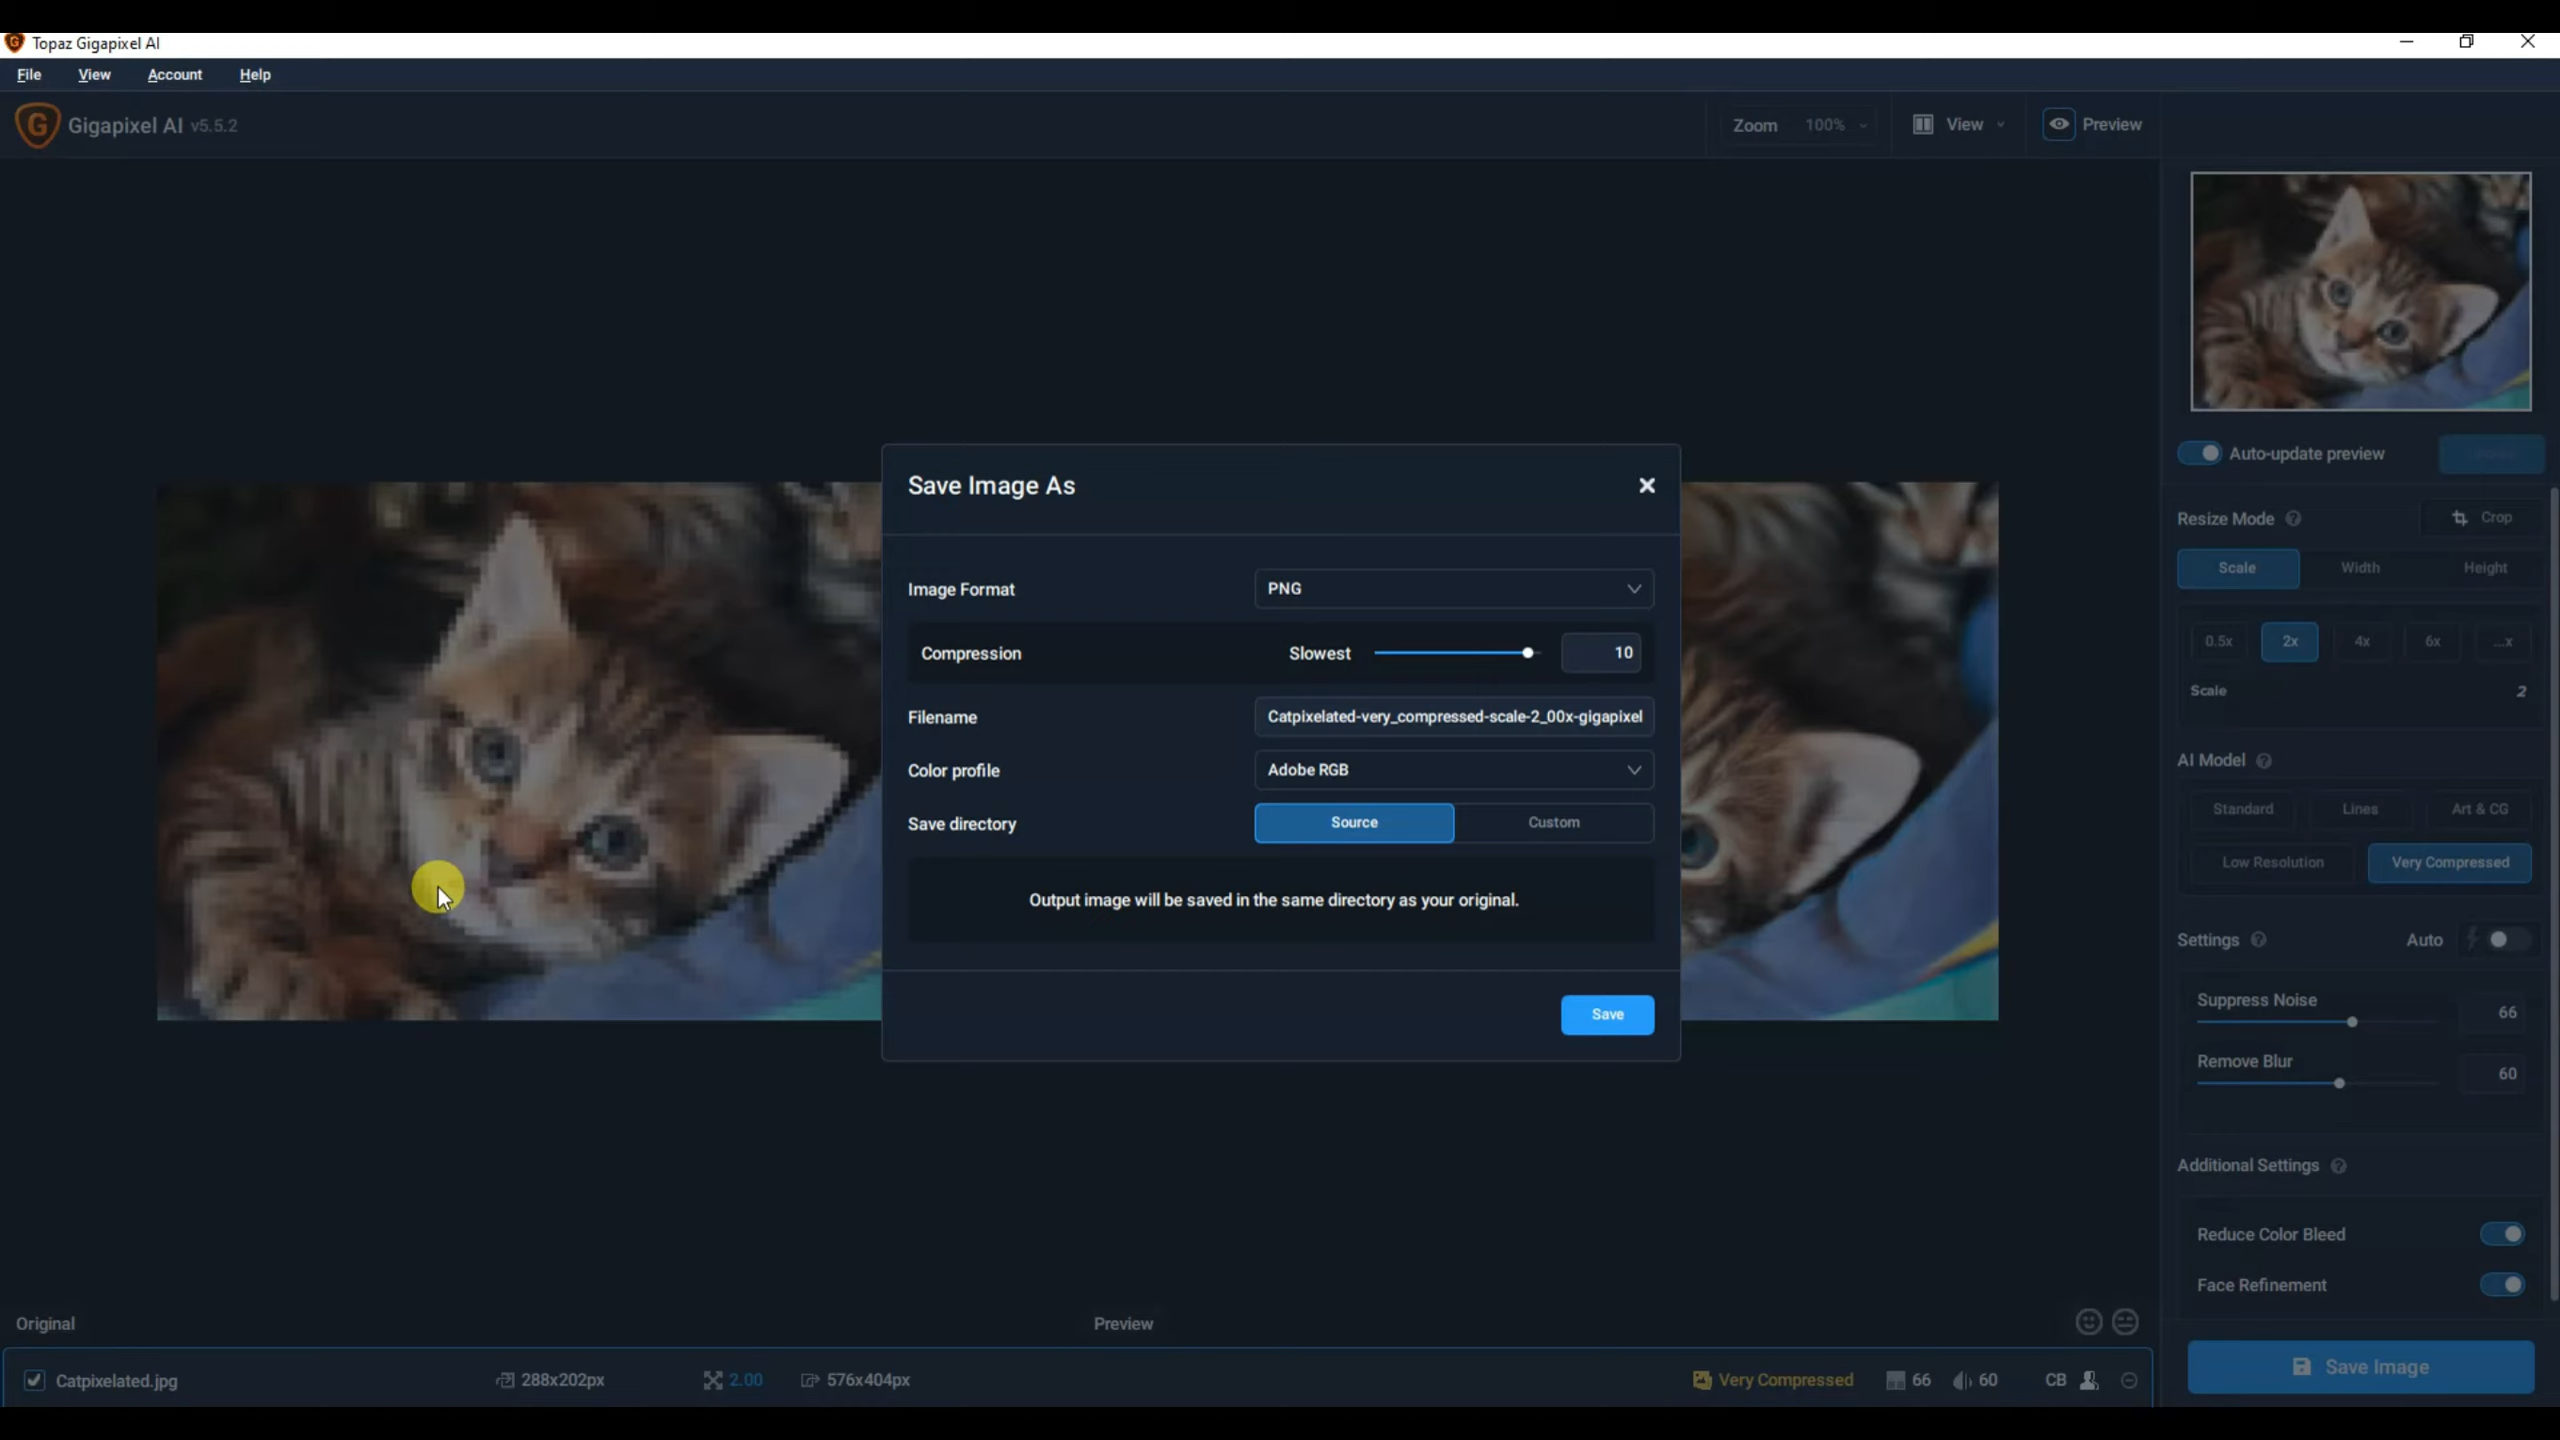 Topaz Gigapixel AI
File View Account Help
Gigapixel AI v5.5.2
Zoom 100% View Preview
Auto-update preview
Resize Mode Crop
Scale Width Height
0.5x 2x 4x 6x ...x
Scale 2
AI Model
Standard Lines Art & CG
Low Resolution Very Compressed
Settings Auto
Suppress Noise 66
Remove Blur 60
Additional Settings
Reduce Color Bleed
Face Refinement
Save Image
Save Image As
Image Format PNG
Compression Slowest 10
Filename Catpixelated-very_compressed-scale-2_00x-gigapixel
Color profile Adobe RGB
Save directory Source Custom
Output image will be saved in the same directory as your original.
Save
Original Preview
Catpixelated.jpg 288x202px 2.00 576x404px Very Compressed 66 60 CB